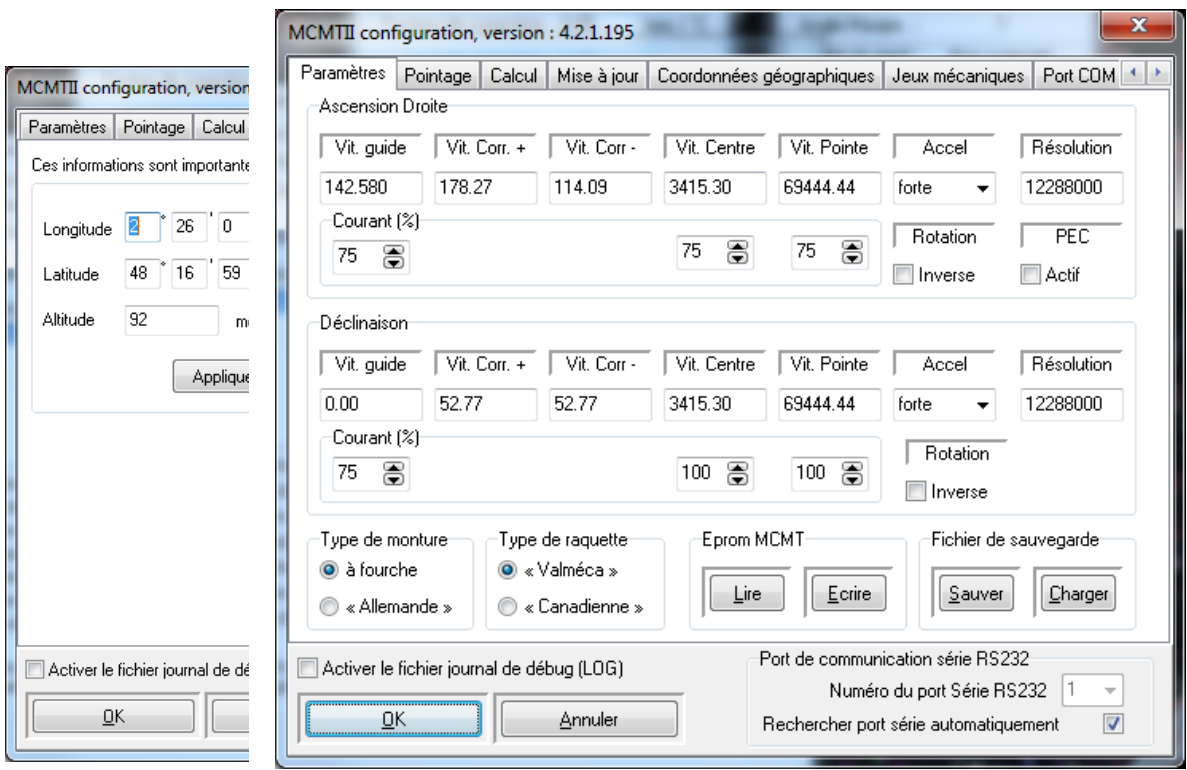 MCMTII configuration, version
Paramètres Pointage Calcul
Ces informations sont importante
Longitude 2 ° 26 ' 0
Latitude 48 ° 16 ' 59
Altitude 92 m
Applique
Activer le fichier journal de dé
OK
MCMTII configuration, version : 4.2.1.195
Paramètres Pointage Calcul Mise à jour Coordonnées géographiques Jeux mécaniques Port COM
Ascension Droite
Vit. guide Vit. Corr. + Vit. Corr - Vit. Centre Vit. Pointe Accel Résolution
142.580 178.27 114.09 3415.30 69444.44 forte 12288000
Courant (%)
Rotation PEC
75 75 75
Inverse Actif
Déclinaison
Vit. guide Vit. Corr. + Vit. Corr - Vit. Centre Vit. Pointe Accel Résolution
0.00 52.77 52.77 3415.30 69444.44 forte 12288000
Courant (%)
Rotation
75 100 100
Inverse
Type de monture Type de raquette Eprom MCMT Fichier de sauvegarde
à fourche « Valméca »
Lire Ecrire Sauver Charger
« Allemande » « Canadienne »
Activer le fichier journal de débug (LOG)
Port de communication série RS232
Numéro du port Série RS232 1
OK Annuler
Rechercher port série automatiquement